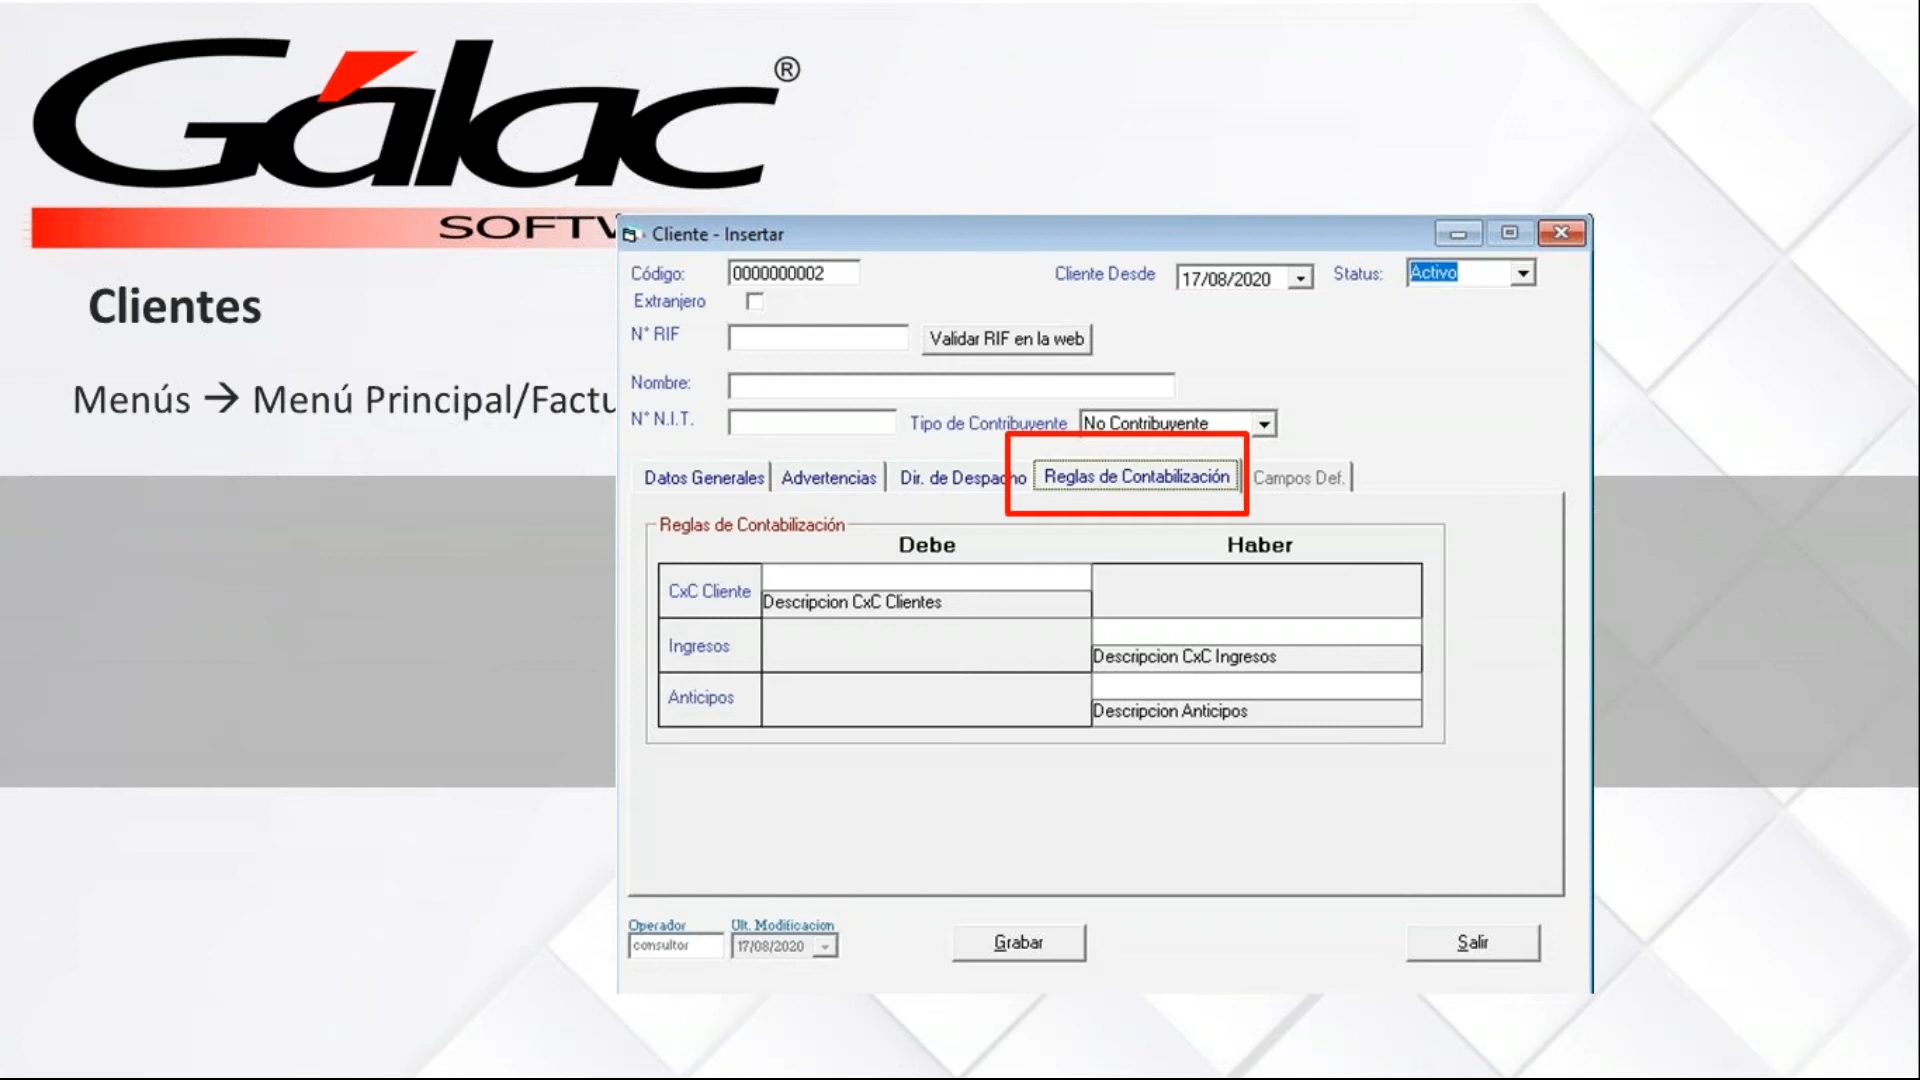 Gálac ®
SOFTW
Clientes
Menús → Menú Principal/Factu
Cliente - Insertar
Código: 0000000002 Cliente Desde 17/08/2020 Status: Activo
Extranjero
N° RIF Validar RIF en la web
Nombre:
N° N.I.T. Tipo de Contribuyente No Contribuyente
Datos Generales Advertencias Dir. de Despacho Reglas de Contabilización Campos Def.
Reglas de Contabilización
Debe Haber
CxC Cliente
Descripcion CxC Clientes
Ingresos
Descripcion CxC Ingresos
Anticipos
Descripcion Anticipos
Operador Ult. Modificacion
consultor 17/08/2020 Grabar Salir